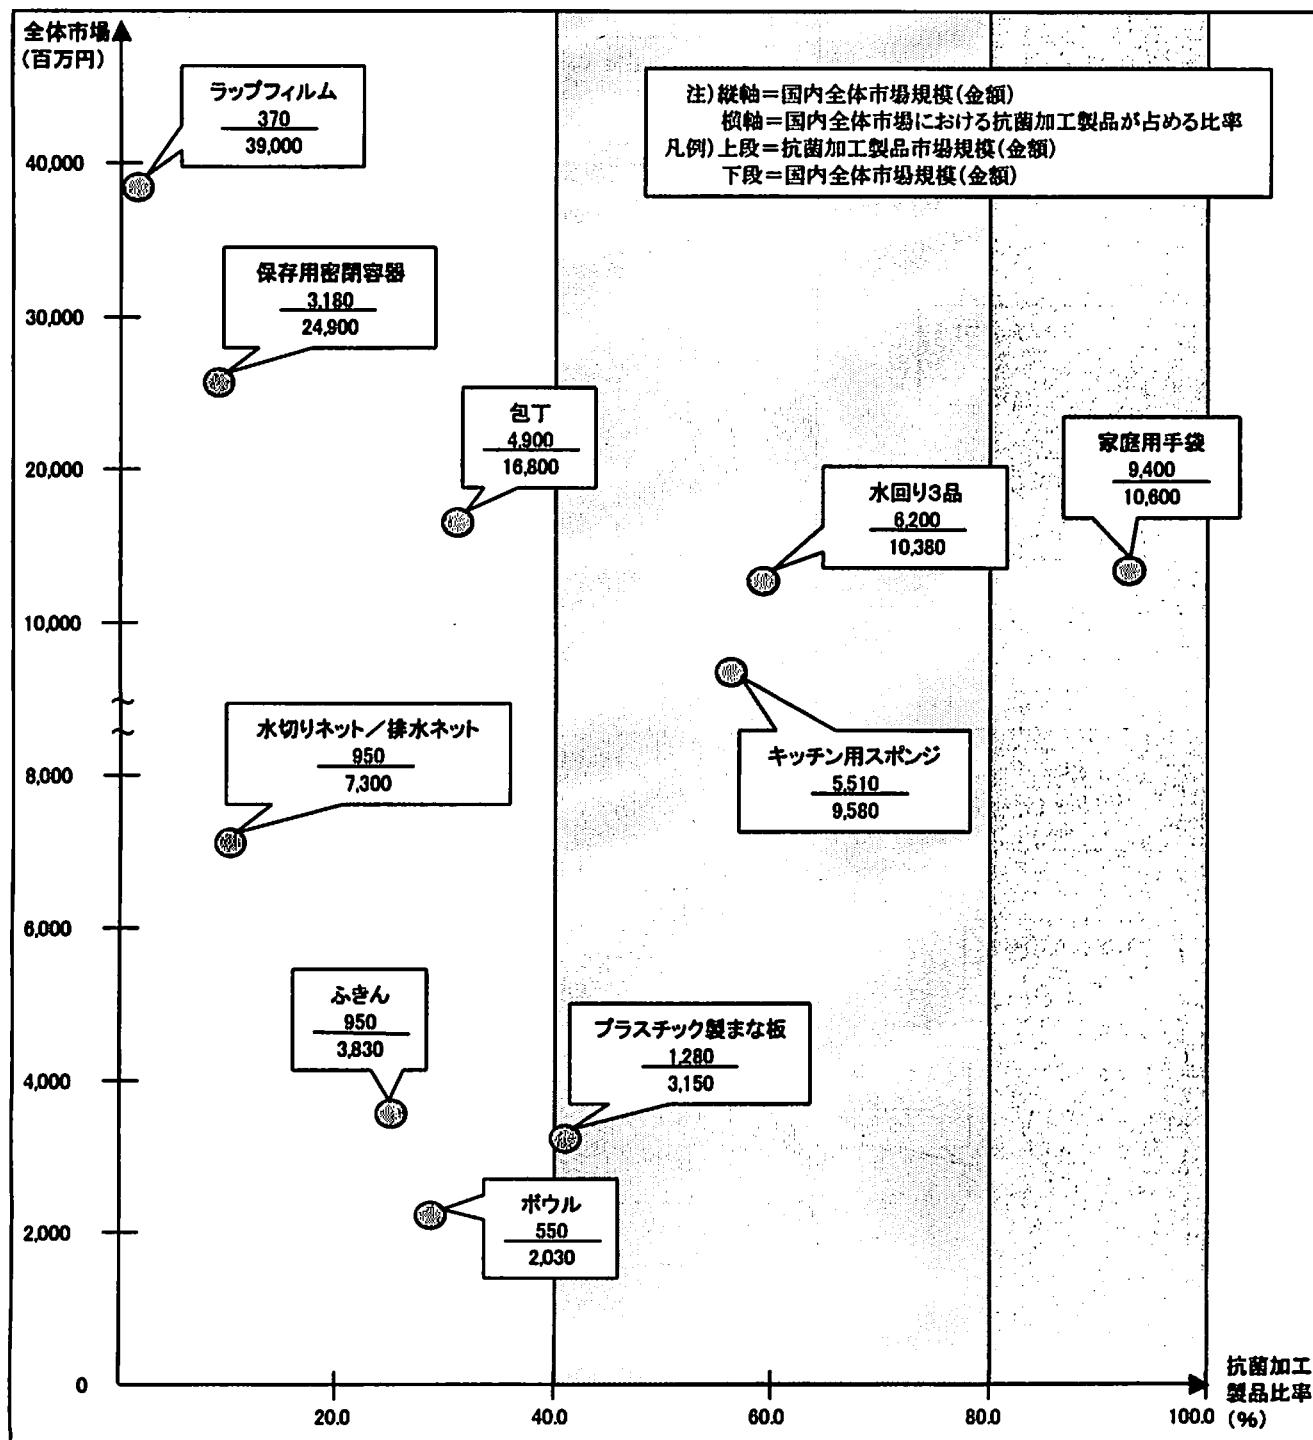 全体市場
(百万円)
ラップフィルム
370
39,000
注)縦軸=国内全体市場規模(金額)
横軸=国内全体市場における抗菌加工製品が占める比率
凡例)上段=抗菌加工製品市場規模(金額)
下段=国内全体市場規模(金額)
40,000
保存用密閉容器
3,180
24,900
30,000
包丁
4,900
16,800
家庭用手袋
9,400
10,600
20,000
水回り3品
6,200
10,380
10,000
水切りネット/排水ネット
950
7,300
キッチン用スポンジ
5,510
9,580
8,000
6,000
ふきん
950
3,830
プラスチック製まな板
1,280
3,150
4,000
ボウル
550
2,030
2,000
0
20.0
40.0
60.0
80.0
100.0
抗菌加工
製品比率
(%)